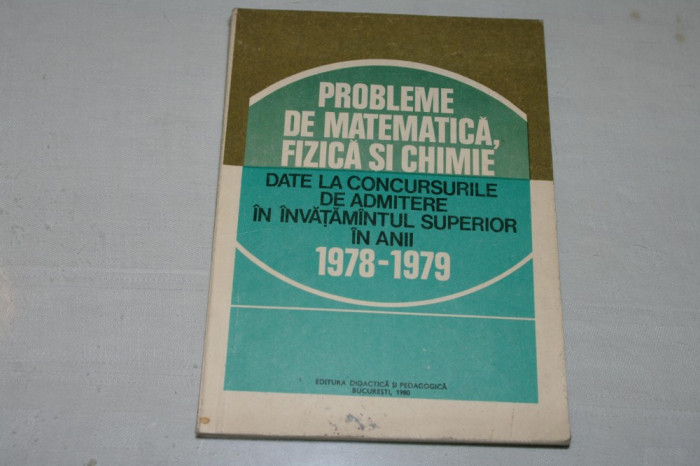 PROBLEME
DE MATEMATICĂ,
FIZICĂ SI CHIMIE
DATE LA CONCURSURILE
DE ADMITERE
ÎN ÎNVĂȚĂMÎNTUL SUPERIOR
ÎN ANII
1978-1979
EDITURA DIDACTICĂ ȘI PEDAGOGICĂ
BUCUREȘTI, 1980